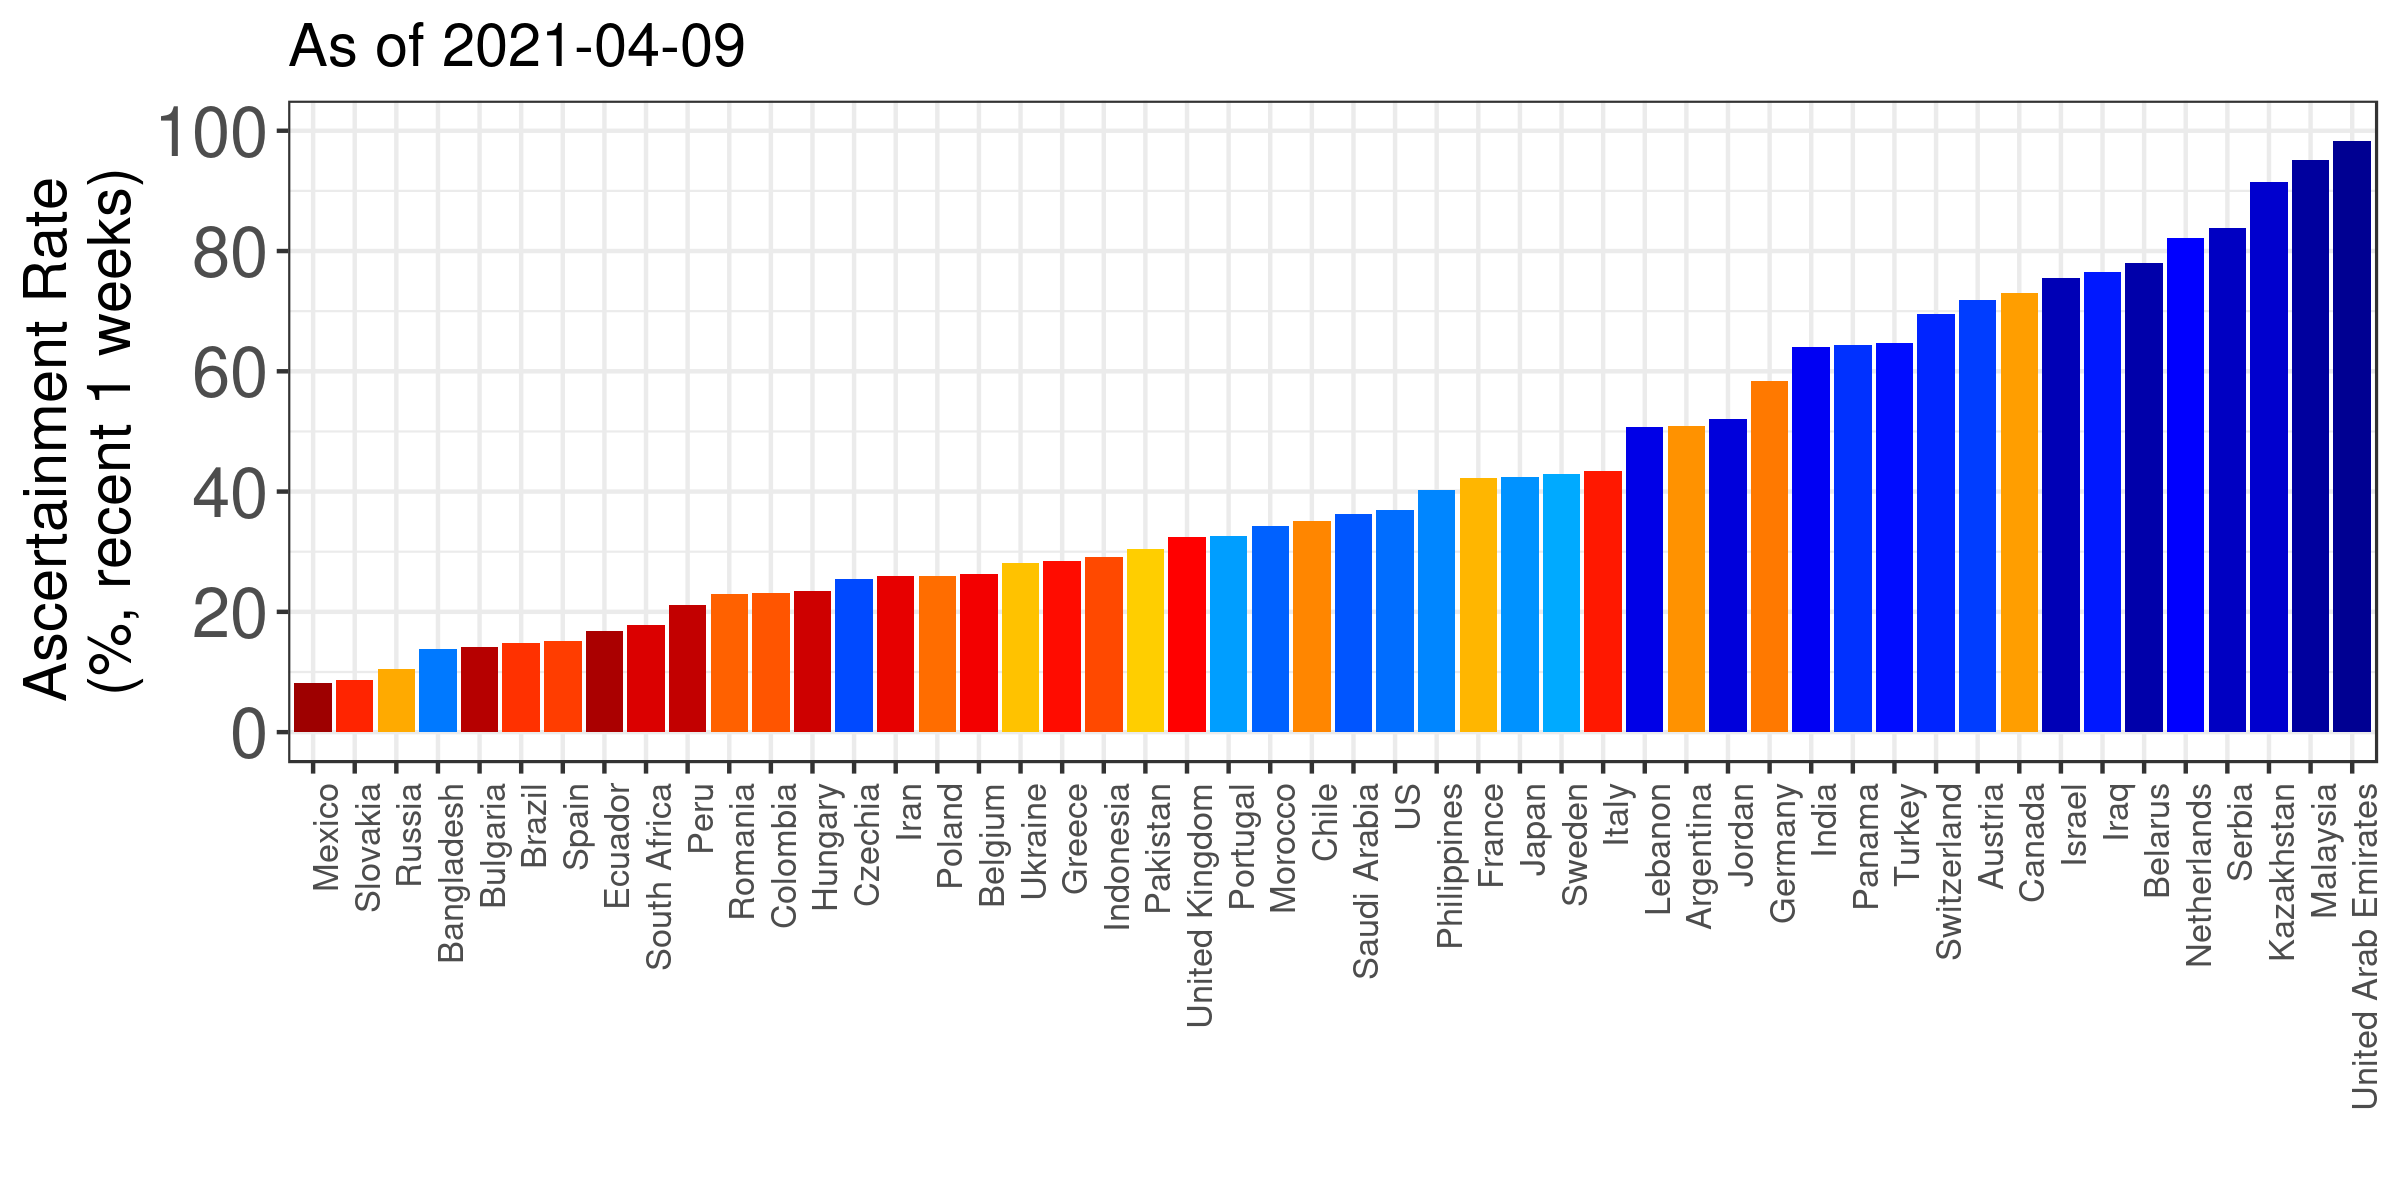 As of 2021-04-09
Ascertainment Rate
(%, recent 1 weeks)
100
80
60
40
20
0
Mexico
Slovakia
Russia
Bangladesh
Bulgaria
Brazil
Spain
Ecuador
South Africa
Peru
Romania
Colombia
Hungary
Czechia
Iran
Poland
Belgium
Ukraine
Greece
Indonesia
Pakistan
United Kingdom
Portugal
Morocco
Chile
Saudi Arabia
US
Philippines
France
Japan
Sweden
Italy
Lebanon
Argentina
Jordan
Germany
India
Panama
Turkey
Switzerland
Austria
Canada
Israel
Iraq
Belarus
Netherlands
Serbia
Kazakhstan
Malaysia
United Arab Emirates